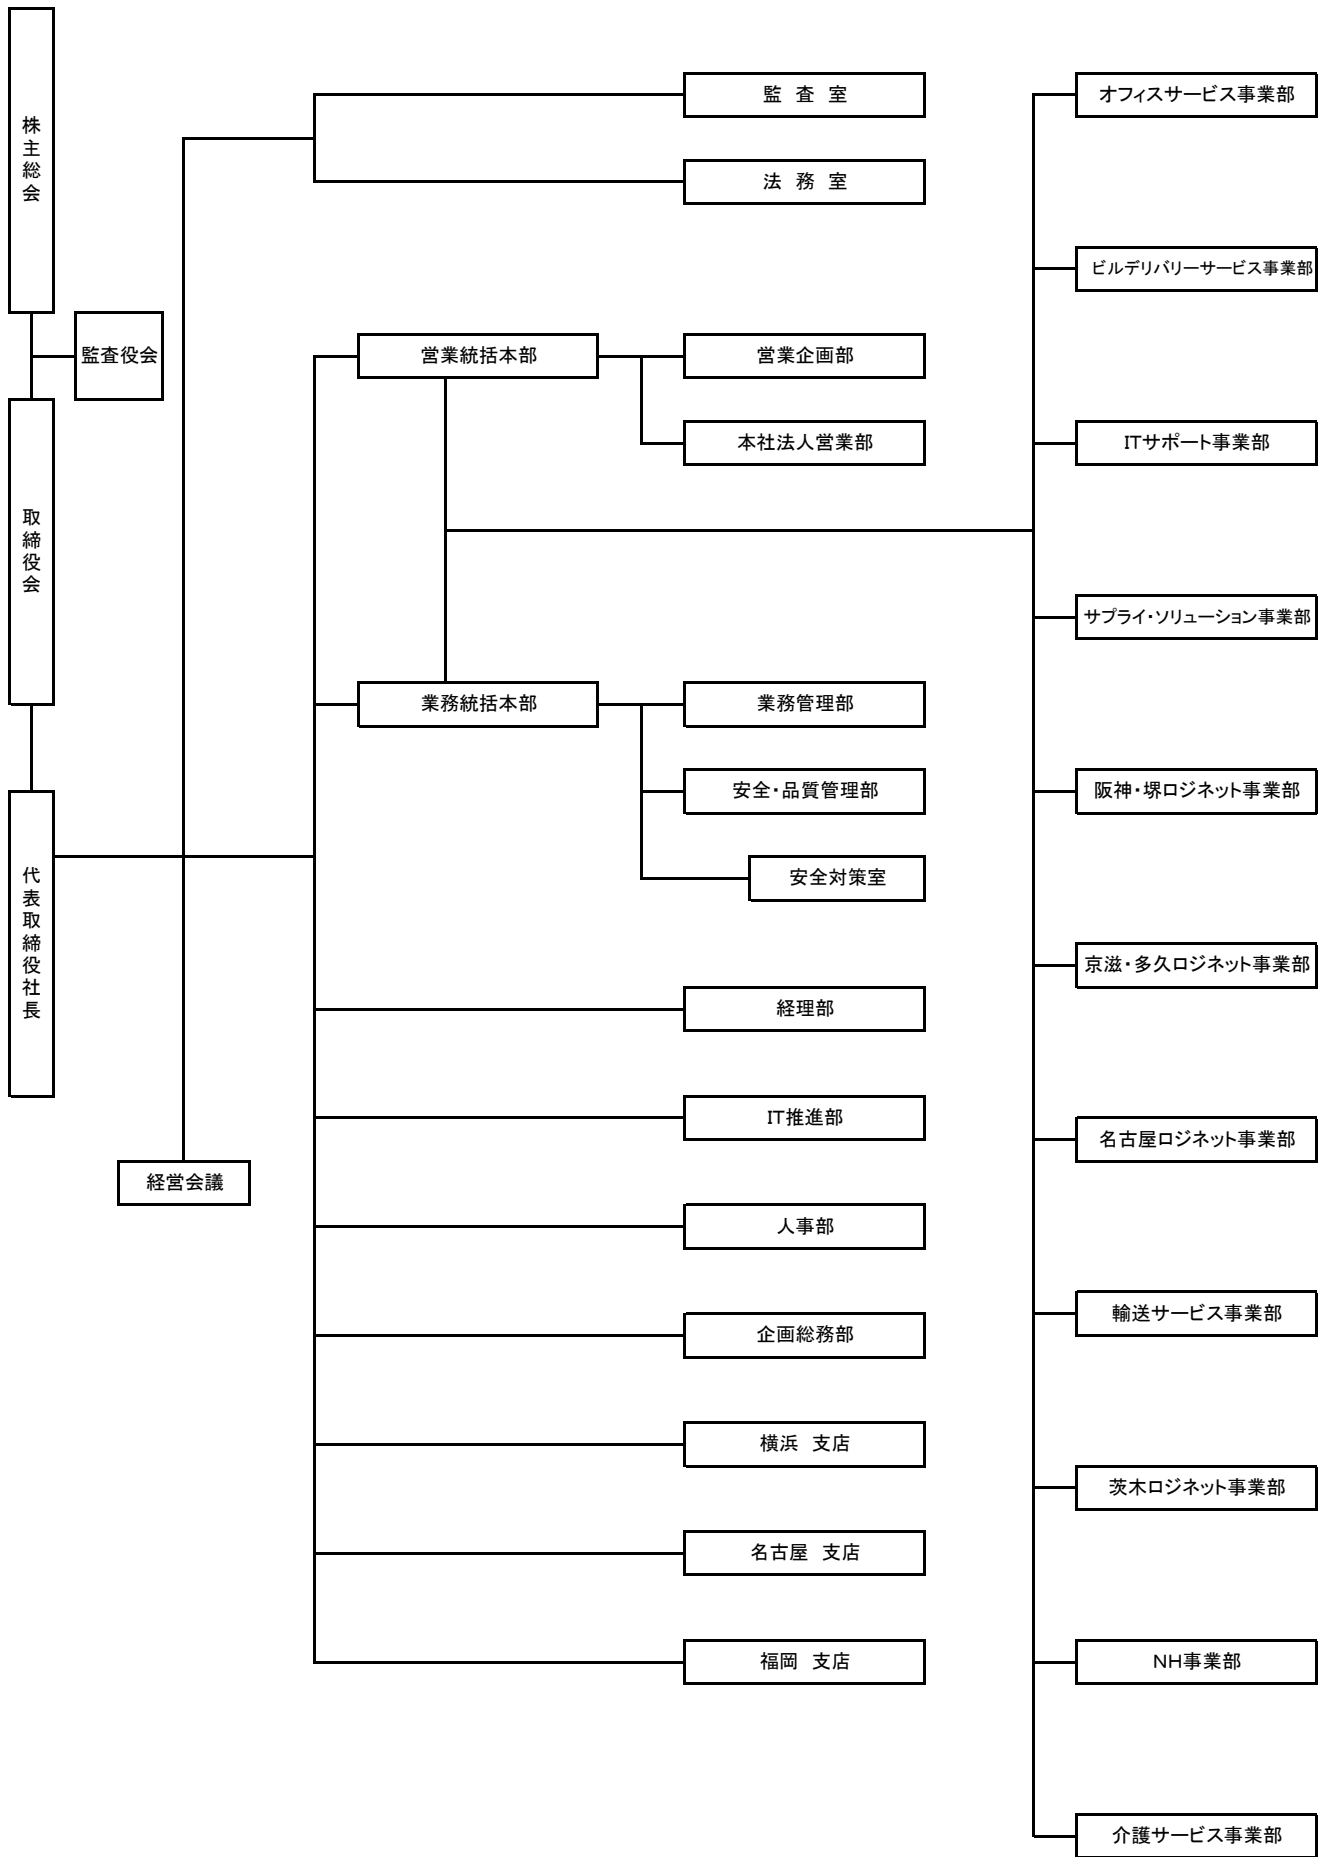 株主総会
監査役会
取締役会
代表取締役社長
経営会議
監　査　室
法　務　室
営業統括本部
営業企画部
本社法人営業部
業務統括本部
業務管理部
安全・品質管理部
安全対策室
経理部
IT推進部
人事部
企画総務部
横浜　支店
名古屋　支店
福岡　支店
オフィスサービス事業部
ビルデリバリーサービス事業部
ITサポート事業部
サプライ・ソリューション事業部
阪神・堺ロジネット事業部
京滋・多久ロジネット事業部
名古屋ロジネット事業部
輸送サービス事業部
茨木ロジネット事業部
NH事業部
介護サービス事業部